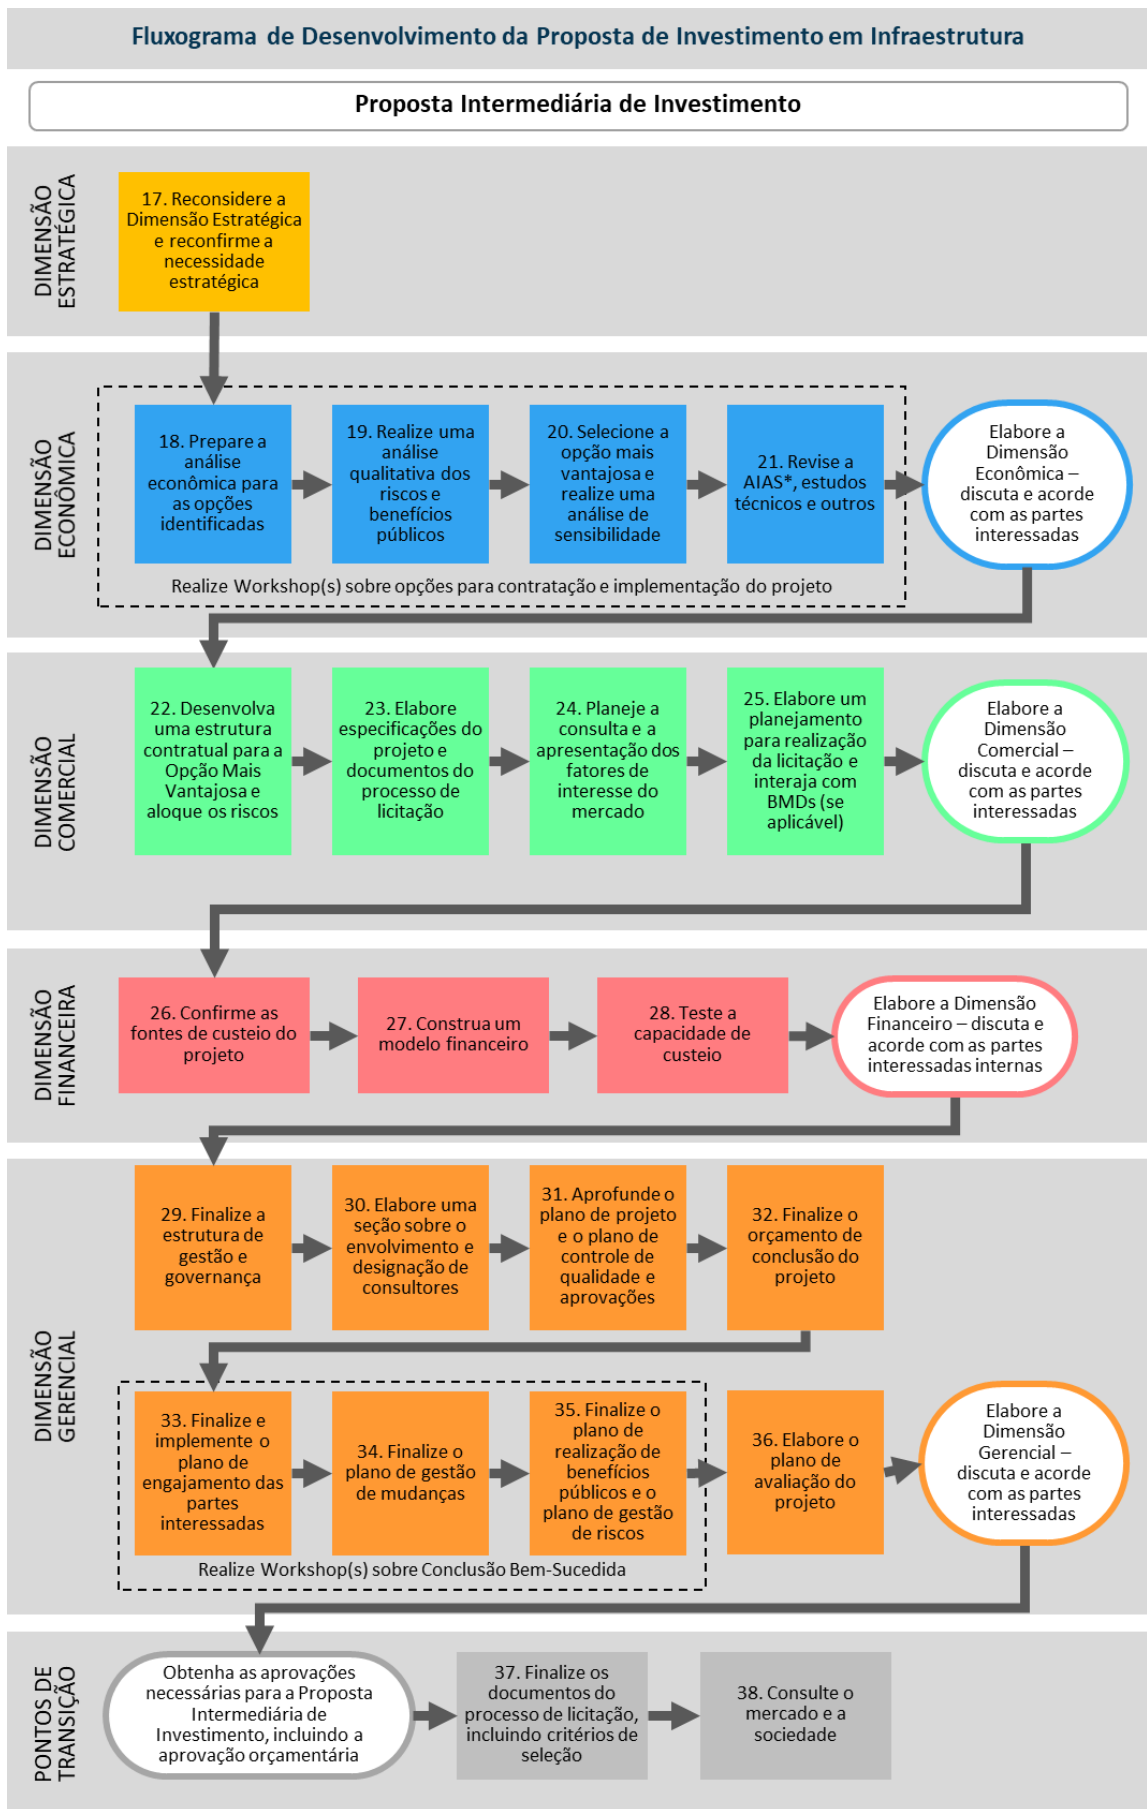 Fluxograma de Desenvolvimento da Proposta de Investimento em Infraestrutura
Proposta Intermediária de Investimento
DIMENSÃO
ESTRATÉGICA
17. Reconsidere a
Dimensão Estratégica
e reconfirme a
necessidade
estratégica
DIMENSÃO
ECONÔMICA
18. Prepare a
análise
econômica para
as opções
identificadas
19. Realize uma
análise
qualitativa dos
riscos e
benefícios
públicos
20. Selecione a
opção mais
vantajosa e
realize uma
análise de
sensibilidade
21. Revise a
AIAS*, estudos
técnicos e outros
Elabore a
Dimensão
Econômica –
discuta e acorde
com as partes
interessadas
Realize Workshop(s) sobre opções para contratação e implementação do projeto
DIMENSÃO
COMERCIAL
22. Desenvolva
uma estrutura
contratual para a
Opção Mais
Vantajosa e
aloque os riscos
23. Elabore
especificações do
projeto e
documentos do
processo de
licitação
24. Planeje a
consulta e a
apresentação dos
fatores de
interesse do
mercado
25. Elabore um
planejamento
para realização
da licitação e
interaja com
BMDs (se
aplicável)
Elabore a
Dimensão
Comercial –
discuta e acorde
com as partes
interessadas
DIMENSÃO
FINANCEIRA
26. Confirme as
fontes de custeio do
projeto
27. Construa um
modelo financeiro
28. Teste a
capacidade de
custeio
Elabore a Dimensão
Financeiro – discuta e
acorde com as partes
interessadas internas
DIMENSÃO
GERENCIAL
29. Finalize a
estrutura de
gestão e
governança
30. Elabore uma
seção sobre o
envolvimento e
designação de
consultores
31. Aprofunde o
plano de projeto
e o plano de
controle de
qualidade e
aprovações
32. Finalize o
orçamento de
conclusão do
projeto
33. Finalize e
implemente o
plano de
engajamento das
partes
interessadas
34. Finalize o
plano de gestão
de mudanças
35. Finalize o
plano de
realização de
benefícios
públicos e o
plano de gestão
de riscos
36. Elabore o
plano de
avaliação do
projeto
Elabore a
Dimensão
Gerencial –
discuta e acorde
com as partes
interessadas
Realize Workshop(s) sobre Conclusão Bem-Sucedida
PONTOS DE
TRANSIÇÃO
Obtenha as aprovações
necessárias para a Proposta
Intermediária de
Investimento, incluindo a
aprovação orçamentária
37. Finalize os
documentos do
processo de licitação,
incluindo critérios de
seleção
38. Consulte o
mercado e a
sociedade